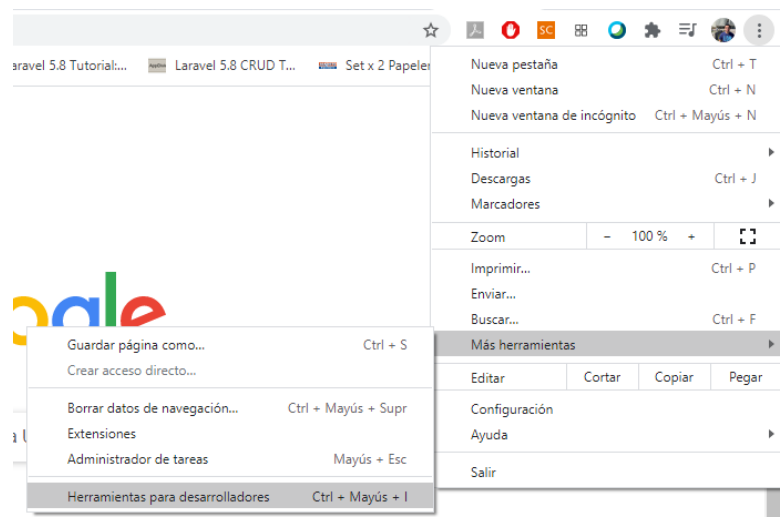 SC
aravel 5.8 Tutorial:... Laravel 5.8 CRUD T... Set x 2 Papeler
Nueva pestaña Ctrl + T
Nueva ventana Ctrl + N
Nueva ventana de incógnito Ctrl + Mayús + N
Historial
Descargas Ctrl + J
Marcadores
Zoom - 100 % +
Imprimir... Ctrl + P
Enviar...
Buscar... Ctrl + F
Más herramientas
Editar Cortar Copiar Pegar
Configuración
Ayuda
Salir
ogle
Guardar página como... Ctrl + S
Crear acceso directo...
Borrar datos de navegación... Ctrl + Mayús + Supr
Extensiones
Administrador de tareas Mayús + Esc
Herramientas para desarrolladores Ctrl + Mayús + I